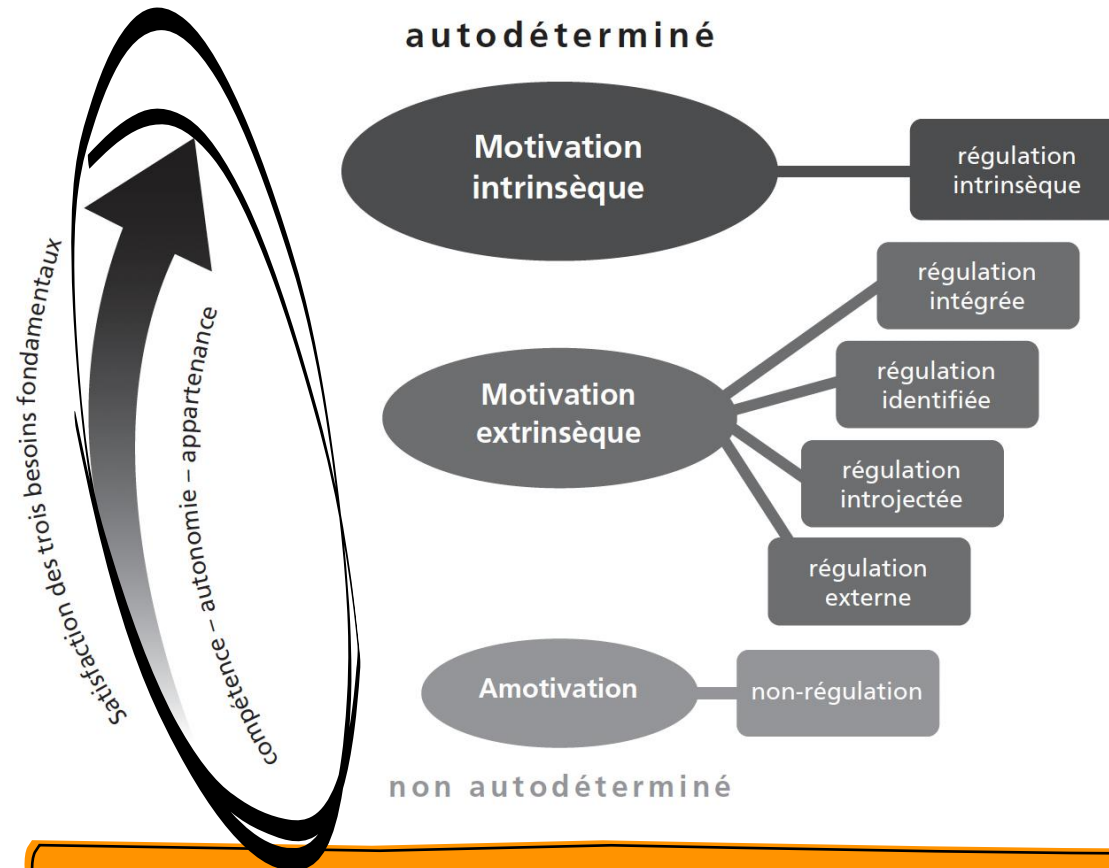 autodéterminé
Motivation
intrinsèque
régulation
intrinsèque
régulation
intégrée
Motivation
extrinsèque
régulation
identifiée
régulation
introjectée
régulation
externe
Amotivation
non-régulation
non autodéterminé
Satisfaction des trois besoins fondamentaux
compétence – autonomie – appartenance